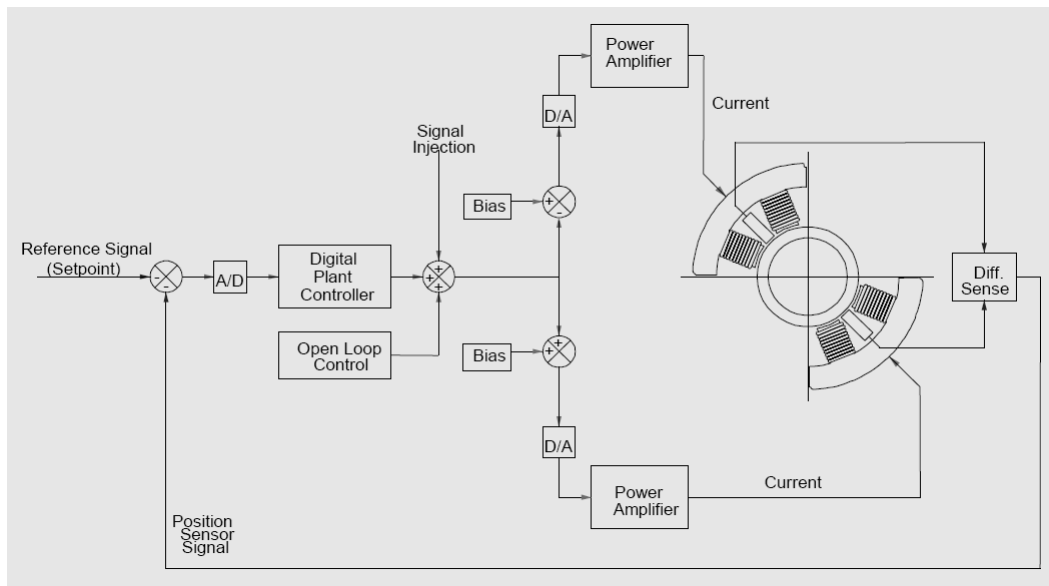 Power
Amplifier
D/A
Current
Signal
Injection
Bias
+
-
Reference Signal
(Setpoint)
-
-
A/D
Digital
Plant
Controller
+
+
+
Diff.
Sense
Open Loop
Control
Bias
+
+
D/A
Power
Amplifier
Current
Position
Sensor
Signal